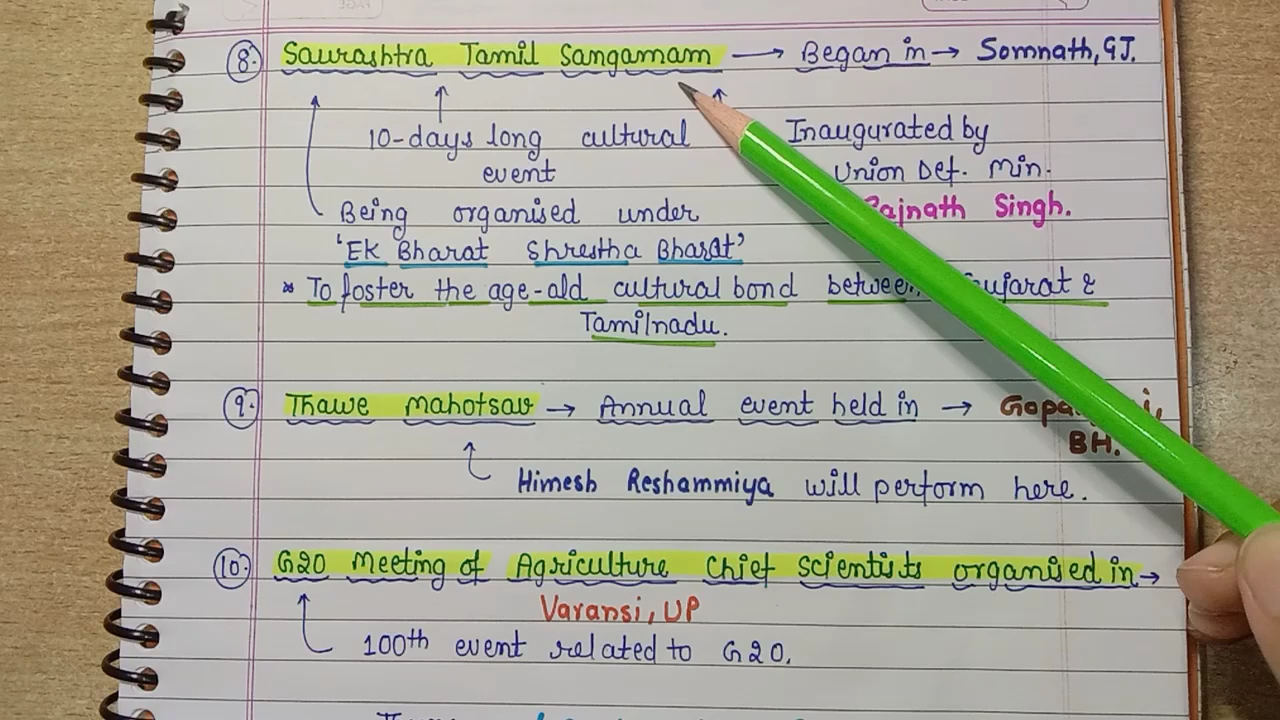 8. Saurashtra Tamil Sangamam → Began in → Somnath, GJ.
10-days long cultural event
Inaugurated by
Union Def. Min.
Rajnath Singh.
Being organised under
'EK Bharat Shrestha Bharat'
* To foster the age-old cultural bond between Gujarat &
Tamilnadu.
9. Thawe Mahotsav → Annual event held in →
BH.
Himesh Reshammiya will perform here.
10. G20 Meeting of Agriculture Chief Scientists organised in →
Varansi, UP
100th event related to G20.